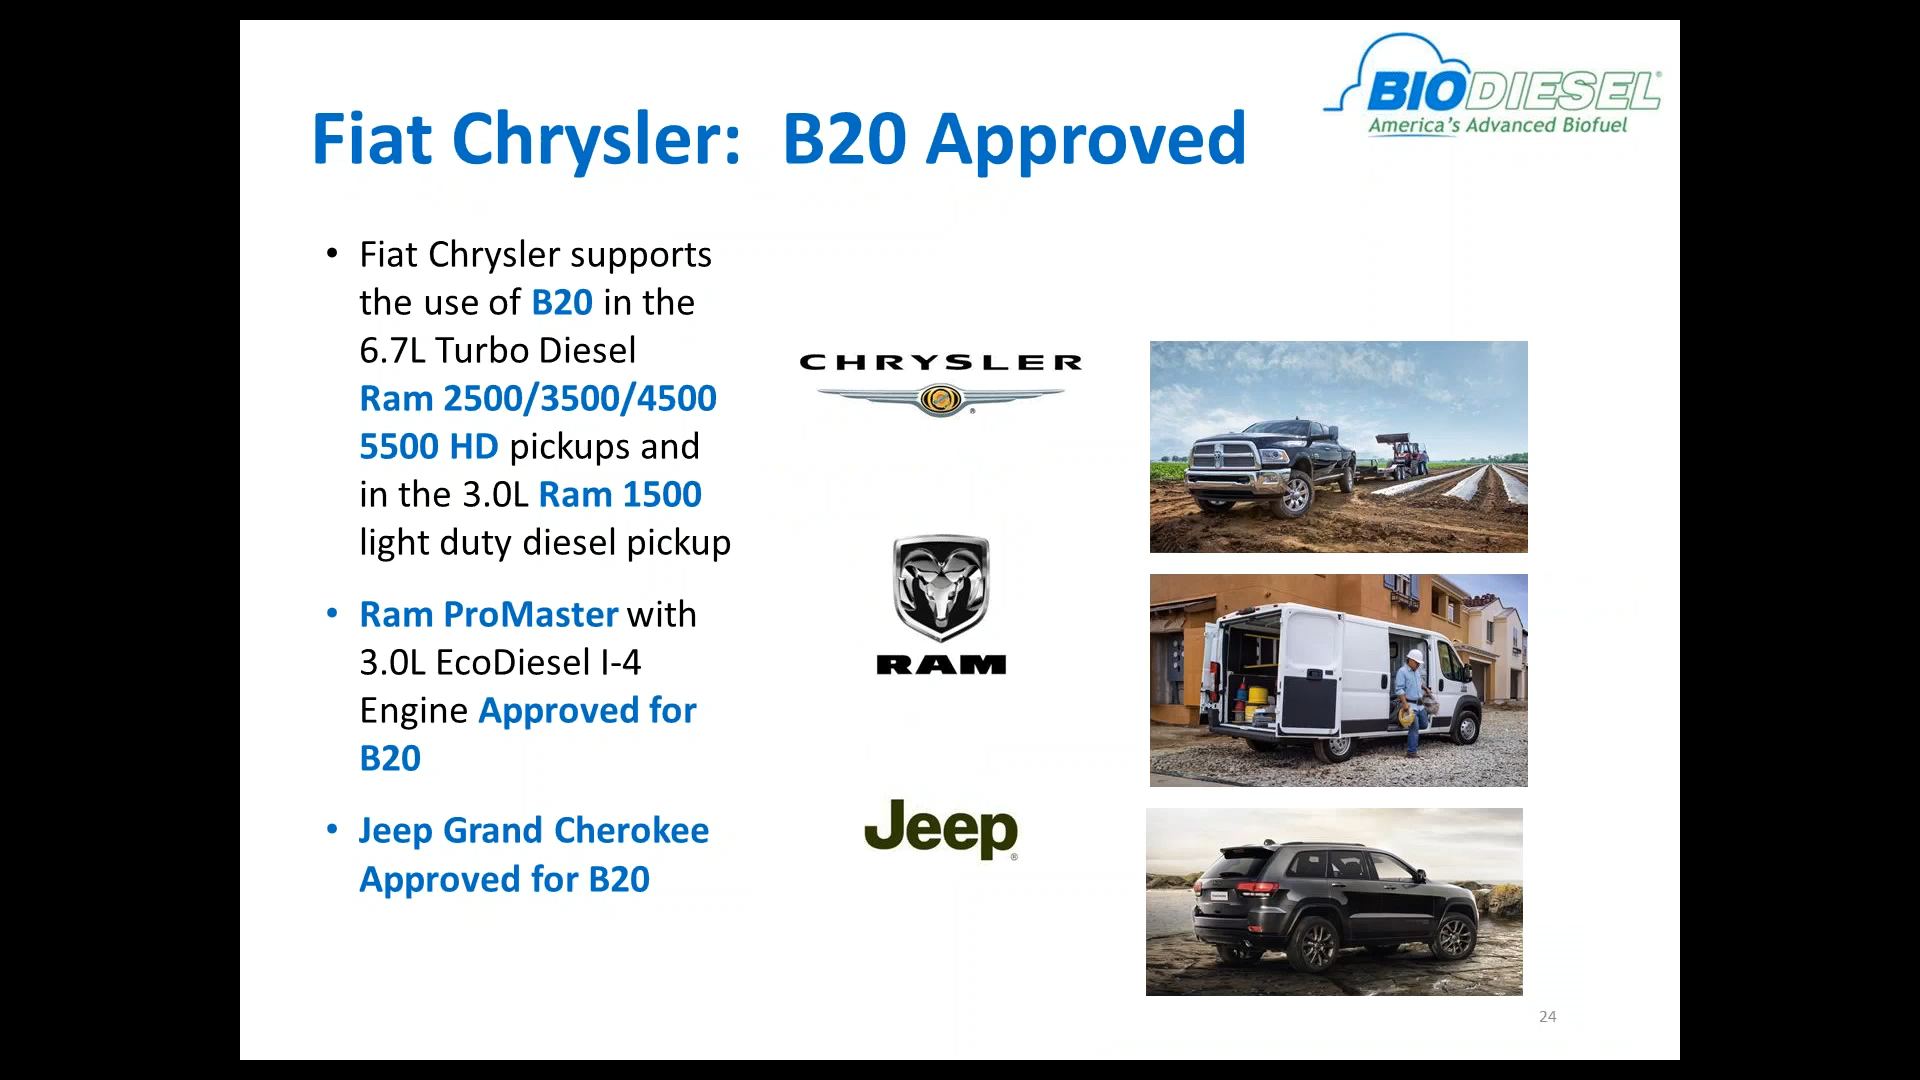 BIODIESEL®
America's Advanced Biofuel
Fiat Chrysler: B20 Approved
• Fiat Chrysler supports
the use of B20 in the
6.7L Turbo Diesel
Ram 2500/3500/4500
5500 HD pickups and
in the 3.0L Ram 1500
light duty diesel pickup
• Ram ProMaster with
3.0L EcoDiesel I-4
Engine Approved for
B20
• Jeep Grand Cherokee
Approved for B20
CHRYSLER
®
RAM
Jeep®
24